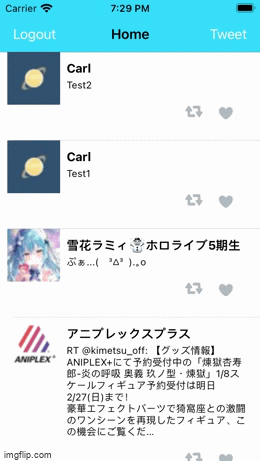 Carrier 7:29 PM
Logout Home Tweet
Carl
Test2
Carl
Test1
雪花ラミィ☃️ホロライブ5期生
ぷぁ…( ³ω³ ).｡o
ANIPLEX+
アニプレックスプラス
RT @kimetsu_off: 【グッズ情報】
ANIPLEX+にて予約受付中の「煉獄杏寿
郎-炎の呼吸 奥義 玖ノ型・煉獄」1/8ス
ケールフィギュア予約受付は明日
2/27(日)まで！
豪華エフェクトパーツで猗窩座との激闘
のワンシーンを再現したフィギュア、こ
の機会にご覧くだ…
imgflip.com